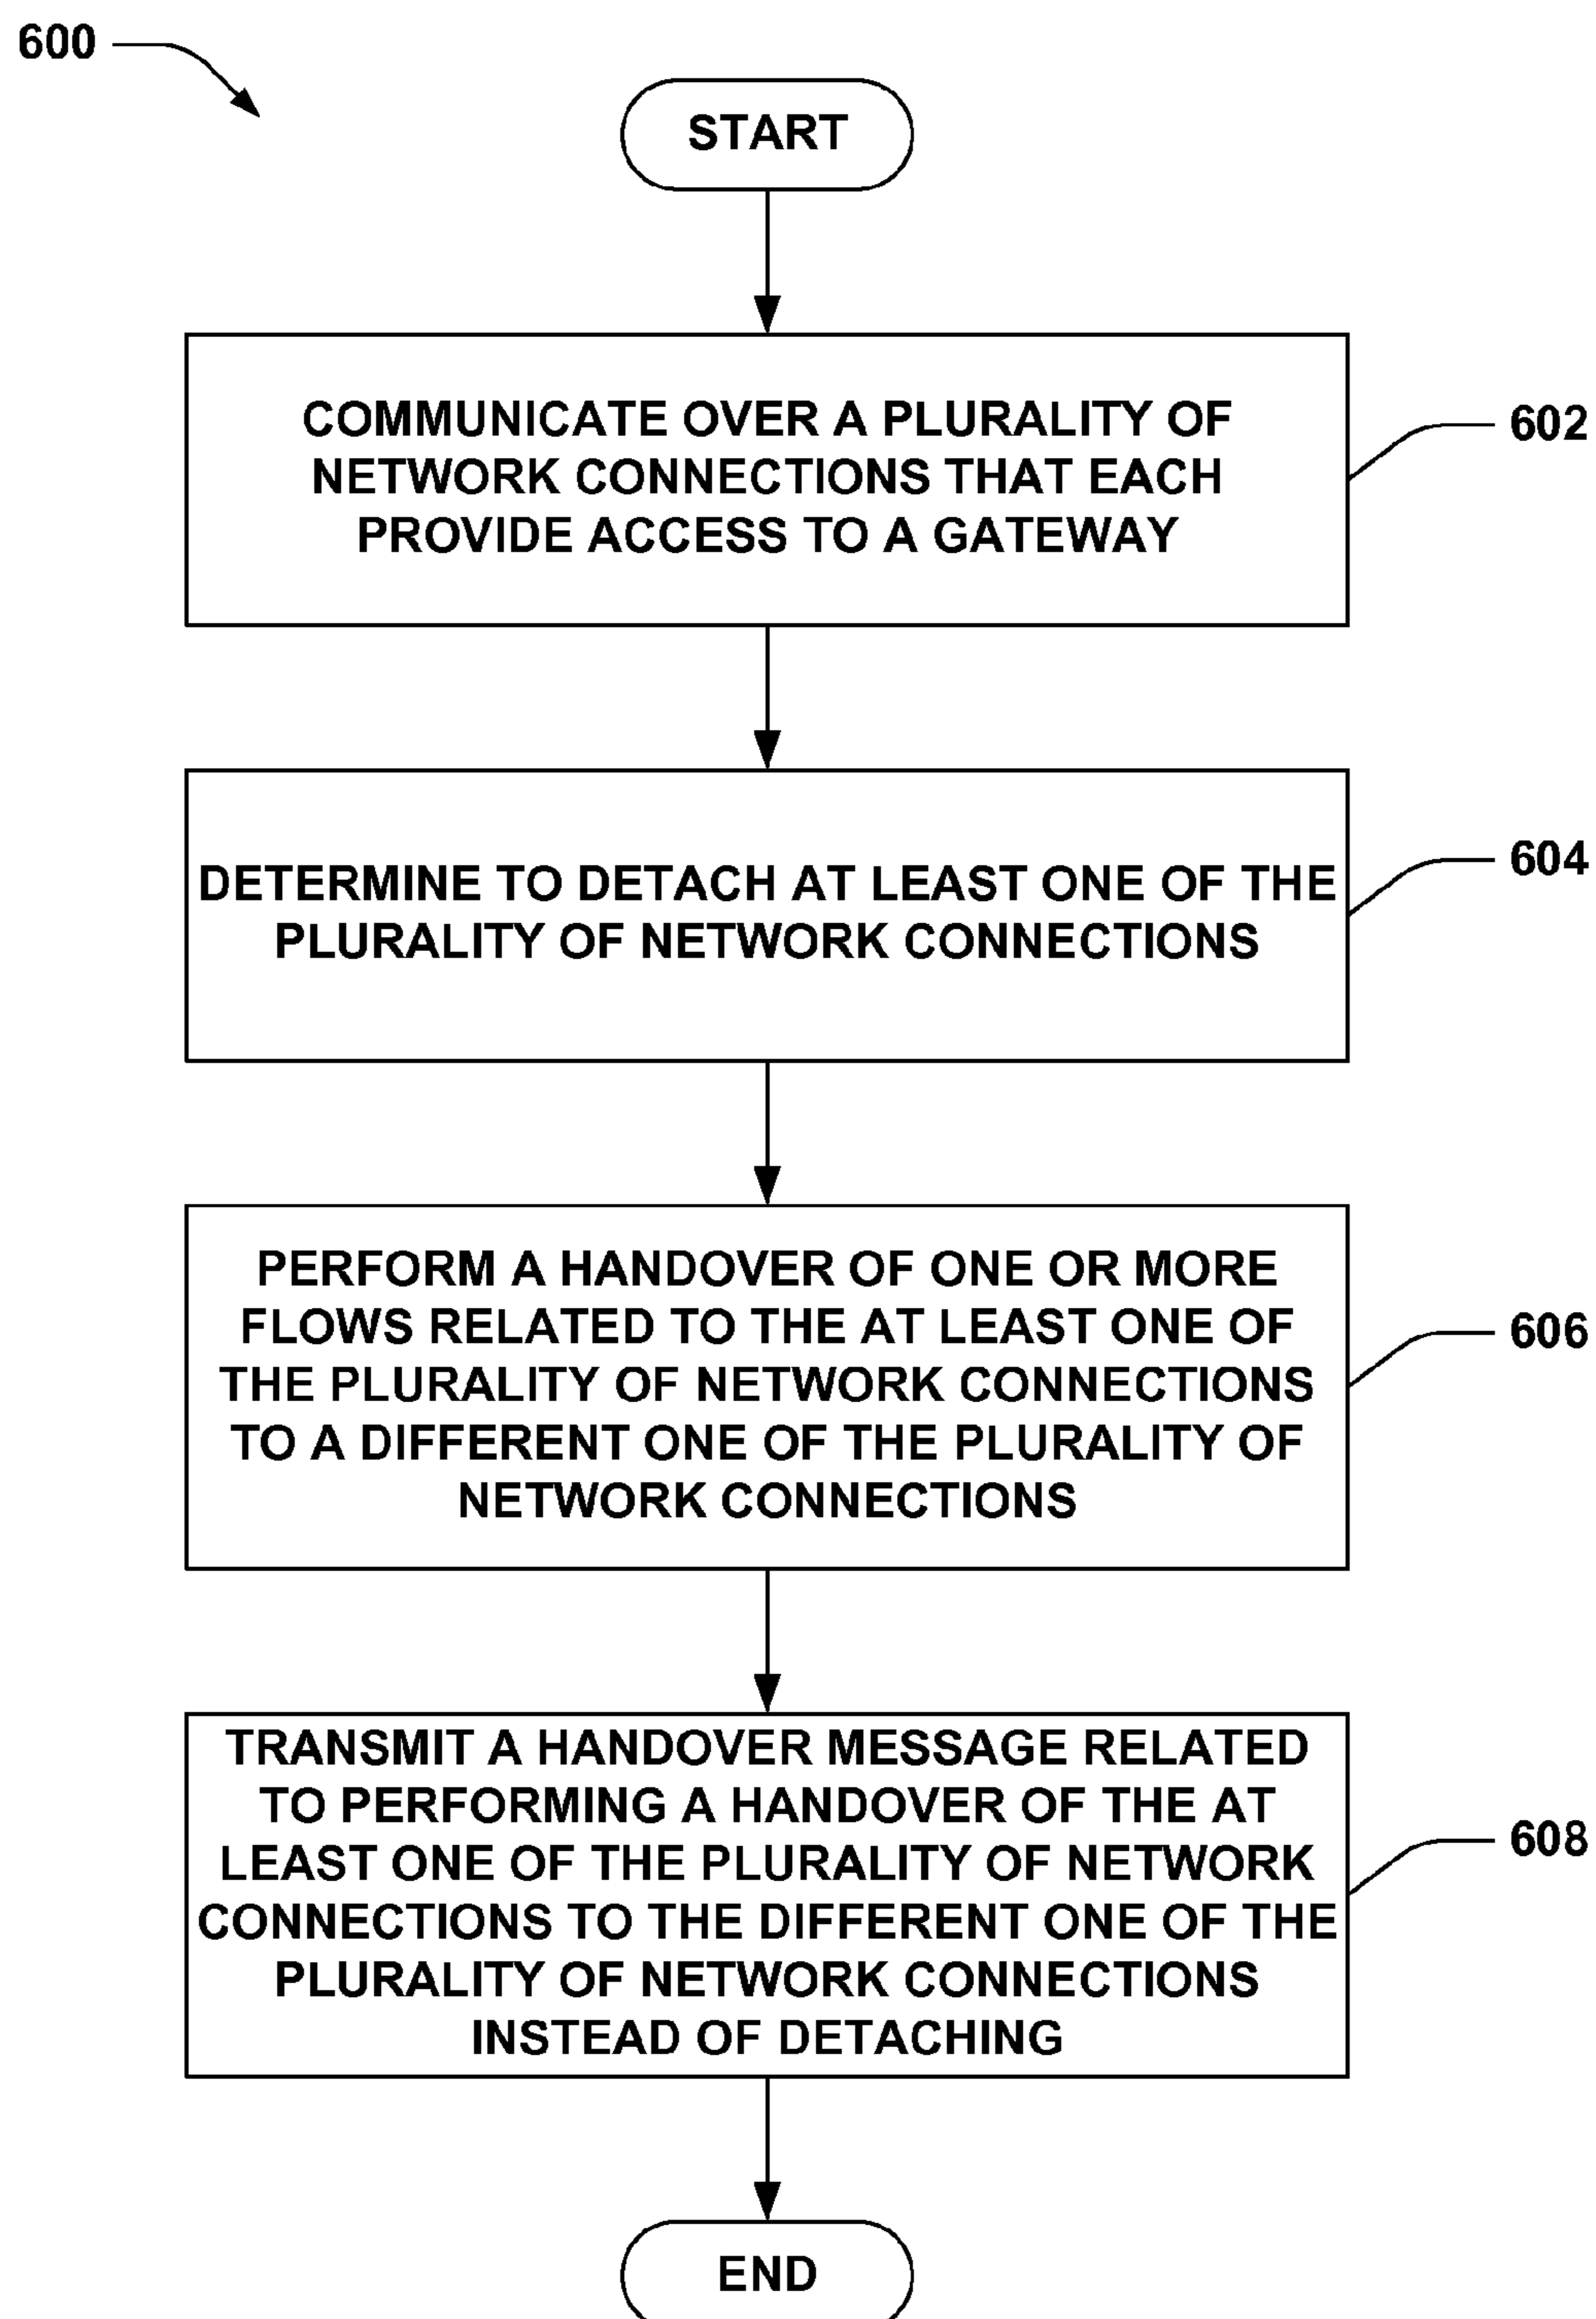 600
START
COMMUNICATE OVER A PLURALITY OF
NETWORK CONNECTIONS THAT EACH
PROVIDE ACCESS TO A GATEWAY
602
DETERMINE TO DETACH AT LEAST ONE OF THE
PLURALITY OF NETWORK CONNECTIONS
604
PERFORM A HANDOVER OF ONE OR MORE
FLOWS RELATED TO THE AT LEAST ONE OF
THE PLURALITY OF NETWORK CONNECTIONS
TO A DIFFERENT ONE OF THE PLURALITY OF
NETWORK CONNECTIONS
606
TRANSMIT A HANDOVER MESSAGE RELATED
TO PERFORMING A HANDOVER OF THE AT
LEAST ONE OF THE PLURALITY OF NETWORK
CONNECTIONS TO THE DIFFERENT ONE OF THE
PLURALITY OF NETWORK CONNECTIONS
INSTEAD OF DETACHING
608
END